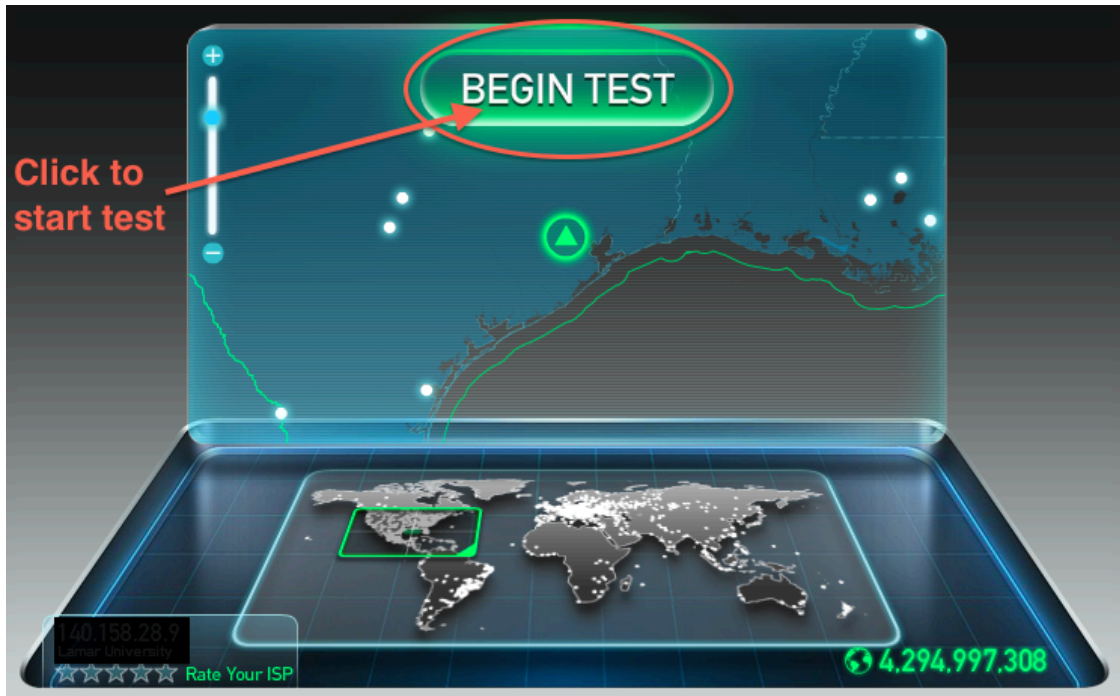 BEGIN TEST
Click to
start test
140.158.28.9
Lamar University
Rate Your ISP
4,294,997,308